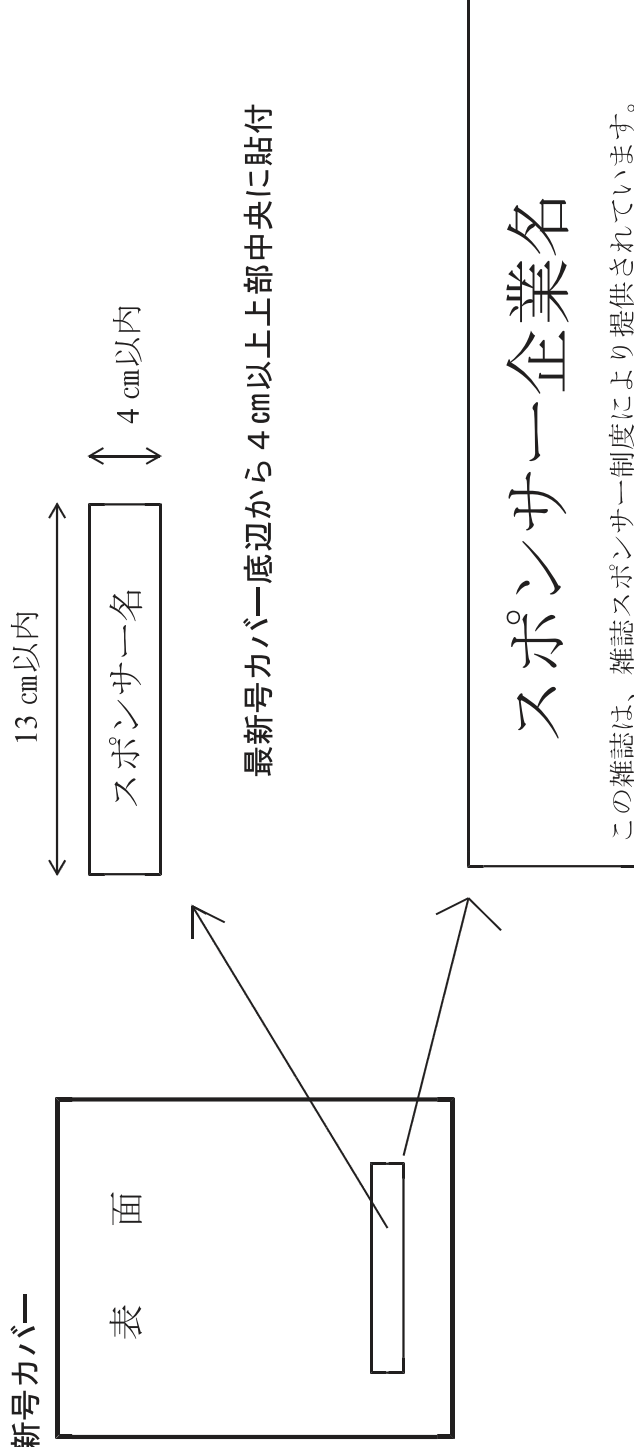 新号カバー
表　面
13 ㎝以内
スポンサー名
4 ㎝以内
最新号カバー底辺から４㎝以上上部中央に貼付
スポンサー企業名
この雑誌は、雑誌スポンサー制度により提供されています。